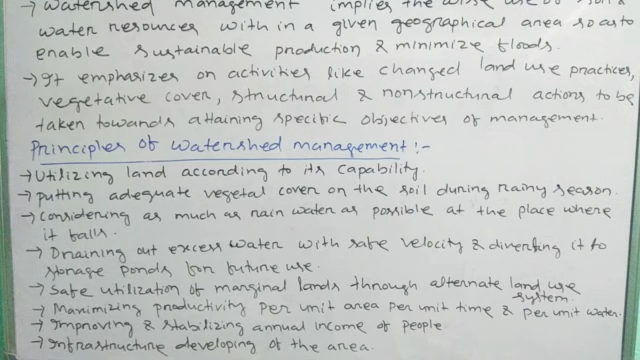 → Watershed management implies the wise use of soil &
water resources with in a given geographical area so as to
enable sustainable production & minimize floods.
→ It emphasizes on activities like changed land use practices,
vegetative cover, structural & nonstructural actions to be
taken towards attaining specific objectives of management.
Principles of watershed management :-
→ Utilizing land according to its capability.
→ putting adequate vegetal cover on the soil during rainy season.
→ considering as much as rain water as possible at the place where
it falls.
→ Draining out excess water with safe velocity & diverting it to
storage ponds for future use.
→ Safe utilization of marginal lands through alternate land use
system.
→ Maximizing productivity per unit area per unit time & per unit water.
→ Improving & stabilizing annual income of people.
→ Infrastructure developing of the area.